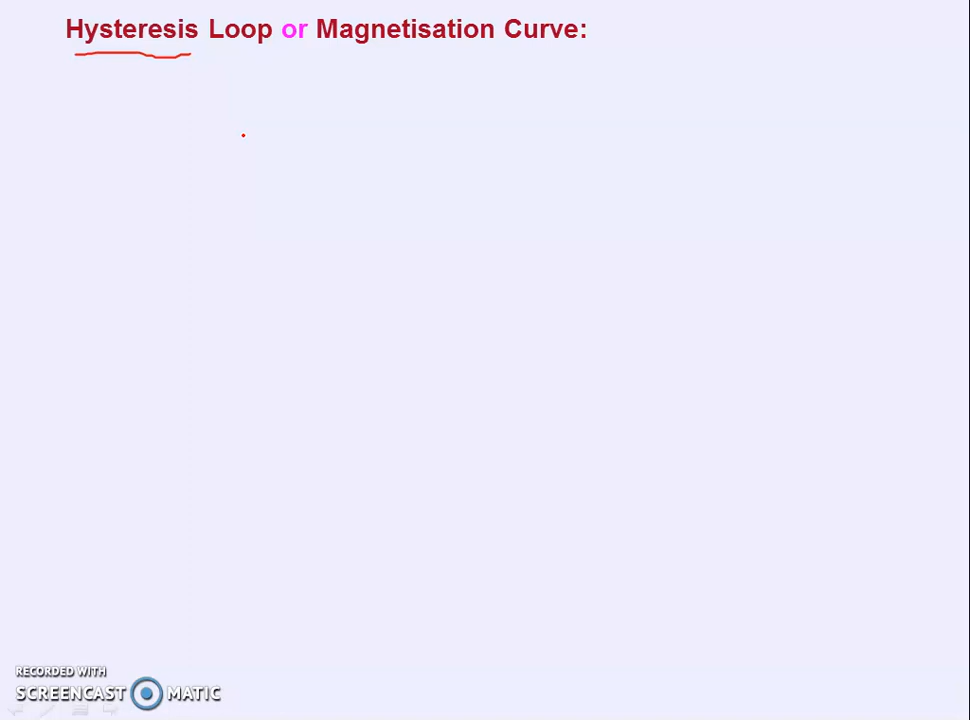 Hysteresis Loop or Magnetisation Curve:
RECORDED WITH
SCREENCAST MATIC